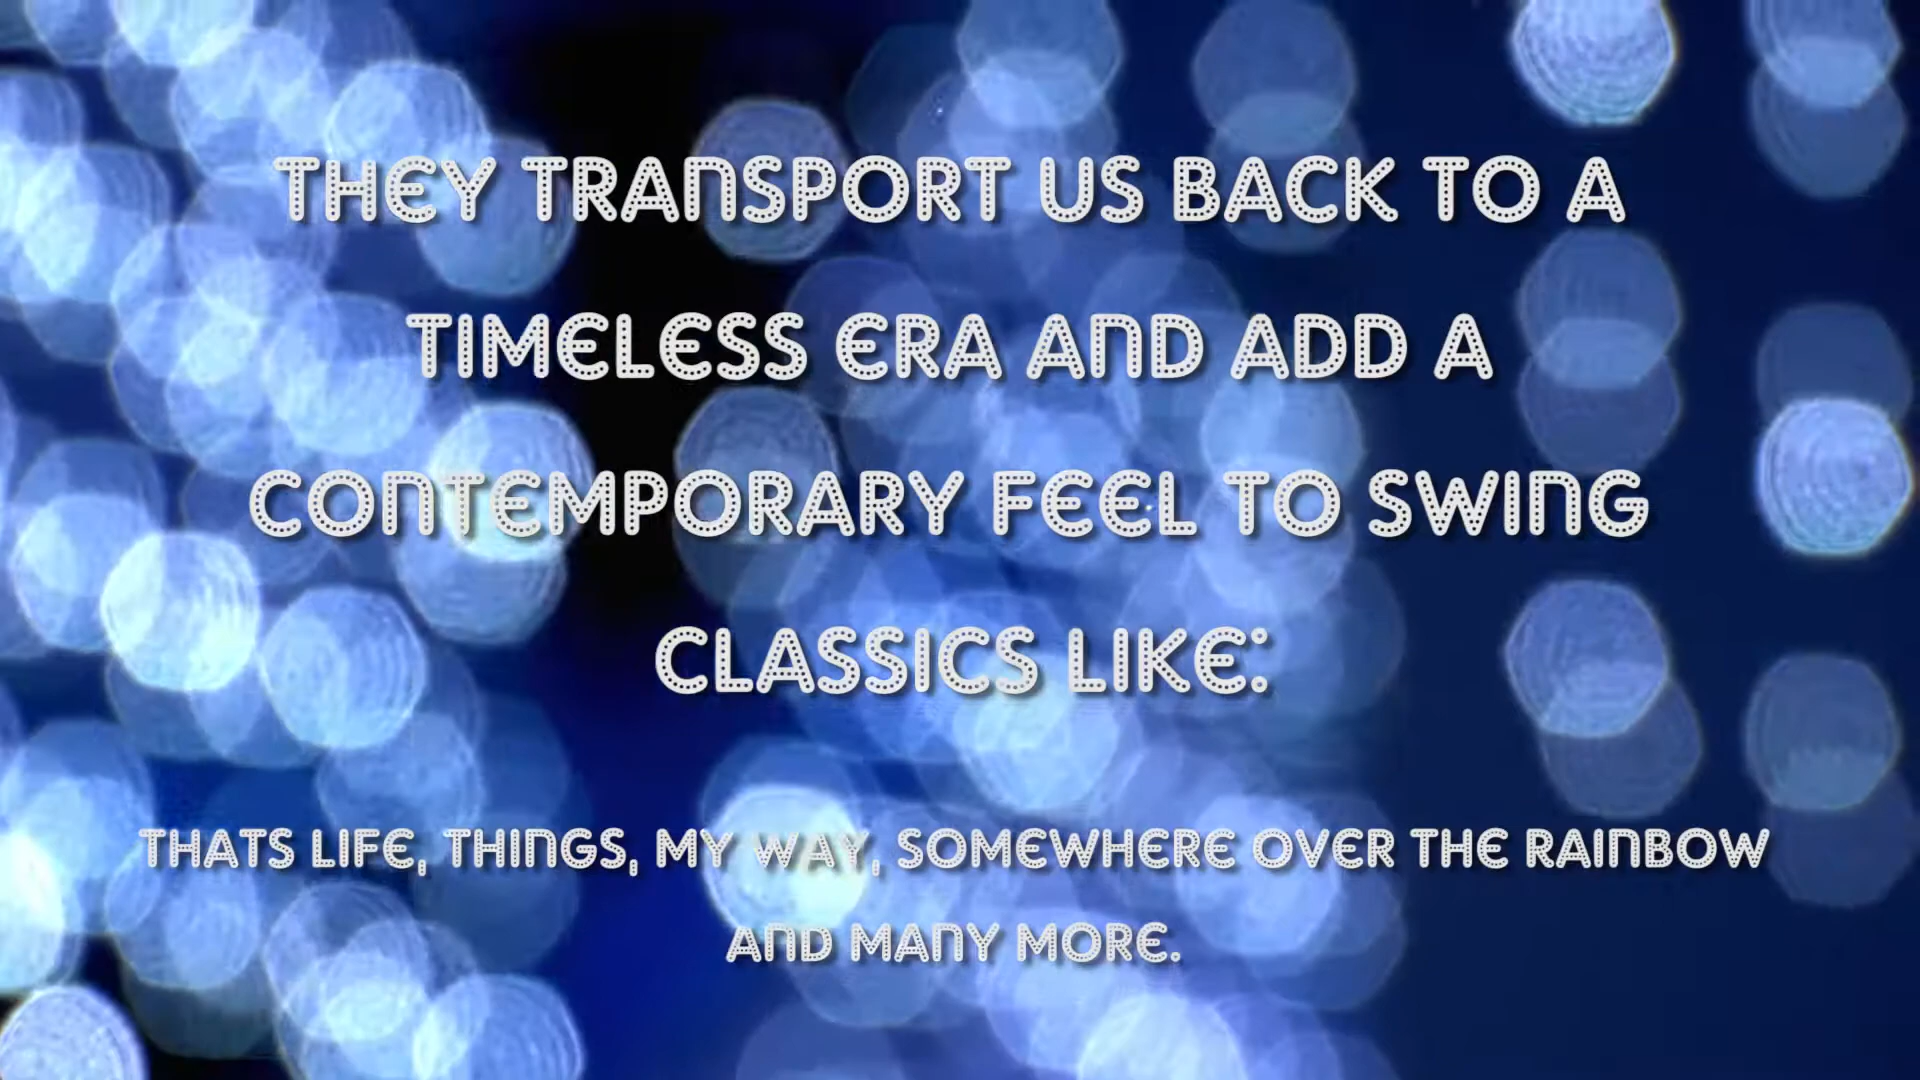 THEY TRANSPORT US BACK TO A
TIMELESS ERA AND ADD A
CONTEMPORARY FEEL TO SWING
CLASSICS LIKE:
THATS LIFE, THINGS, MY WAY, SOMEWHERE OVER THE RAINBOW
AND MANY MORE.